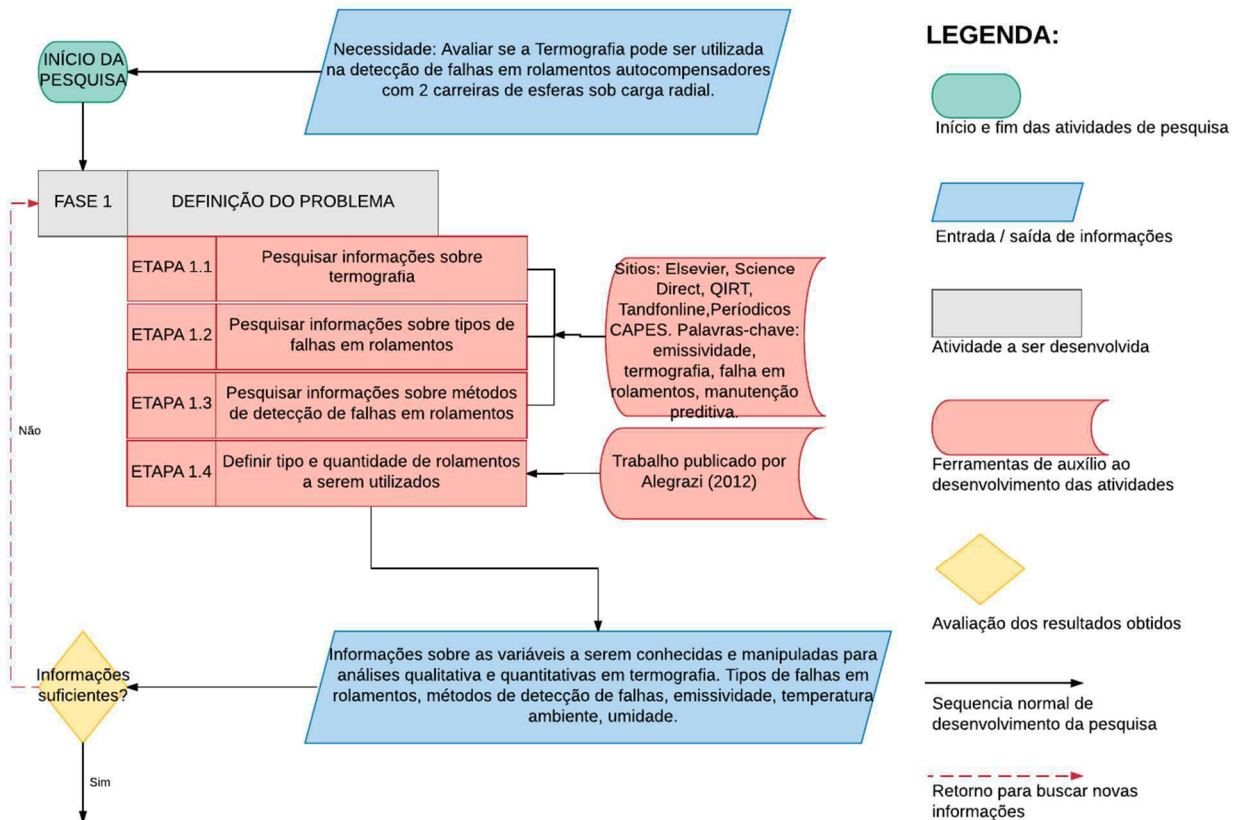 INÍCIO DA
PESQUISA
Necessidade: Avaliar se a Termografia pode ser utilizada
na detecção de falhas em rolamentos autocompensadores
com 2 carreiras de esferas sob carga radial.
FASE 1
DEFINIÇÃO DO PROBLEMA
ETAPA 1.1
Pesquisar informações sobre
termografia
ETAPA 1.2
Pesquisar informações sobre tipos de
falhas em rolamentos
ETAPA 1.3
Pesquisar informações sobre métodos
de detecção de falhas em rolamentos
ETAPA 1.4
Definir tipo e quantidade de rolamentos
a serem utilizados
Sitios: Elsevier, Science
Direct, QIRT,
Tandfonline,Períodicos
CAPES. Palavras-chave:
emissividade,
termografia, falha em
rolamentos, manutenção
preditiva.
Trabalho publicado por
Alegrazi (2012)
Não
Informações
suficientes?
Sim
Informações sobre as variáveis a serem conhecidas e manipuladas para
análises qualitativa e quantitativas em termografia. Tipos de falhas em
rolamentos, métodos de detecção de falhas, emissividade, temperatura
ambiente, umidade.
LEGENDA:
Início e fim das atividades de pesquisa
Entrada / saída de informações
Atividade a ser desenvolvida
Ferramentas de auxílio ao
desenvolvimento das atividades
Avaliação dos resultados obtidos
Sequencia normal de
desenvolvimento da pesquisa
Retorno para buscar novas
informações